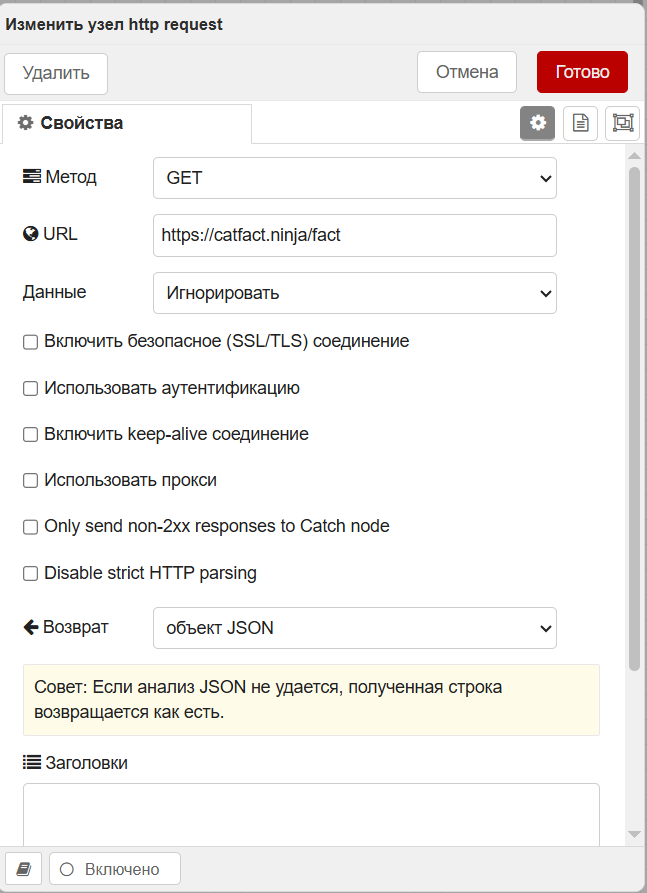 Изменить узел http request
Удалить
Отмена
Готово
Свойства
Метод
GET
URL
https://catfact.ninja/fact
Данные
Игнорировать
Включить безопасное (SSL/TLS) соединение
Использовать аутентификацию
Включить keep-alive соединение
Использовать прокси
Only send non-2xx responses to Catch node
Disable strict HTTP parsing
Возврат
объект JSON
Совет: Если анализ JSON не удается, полученная строка
возвращается как есть.
Заголовки
Включено